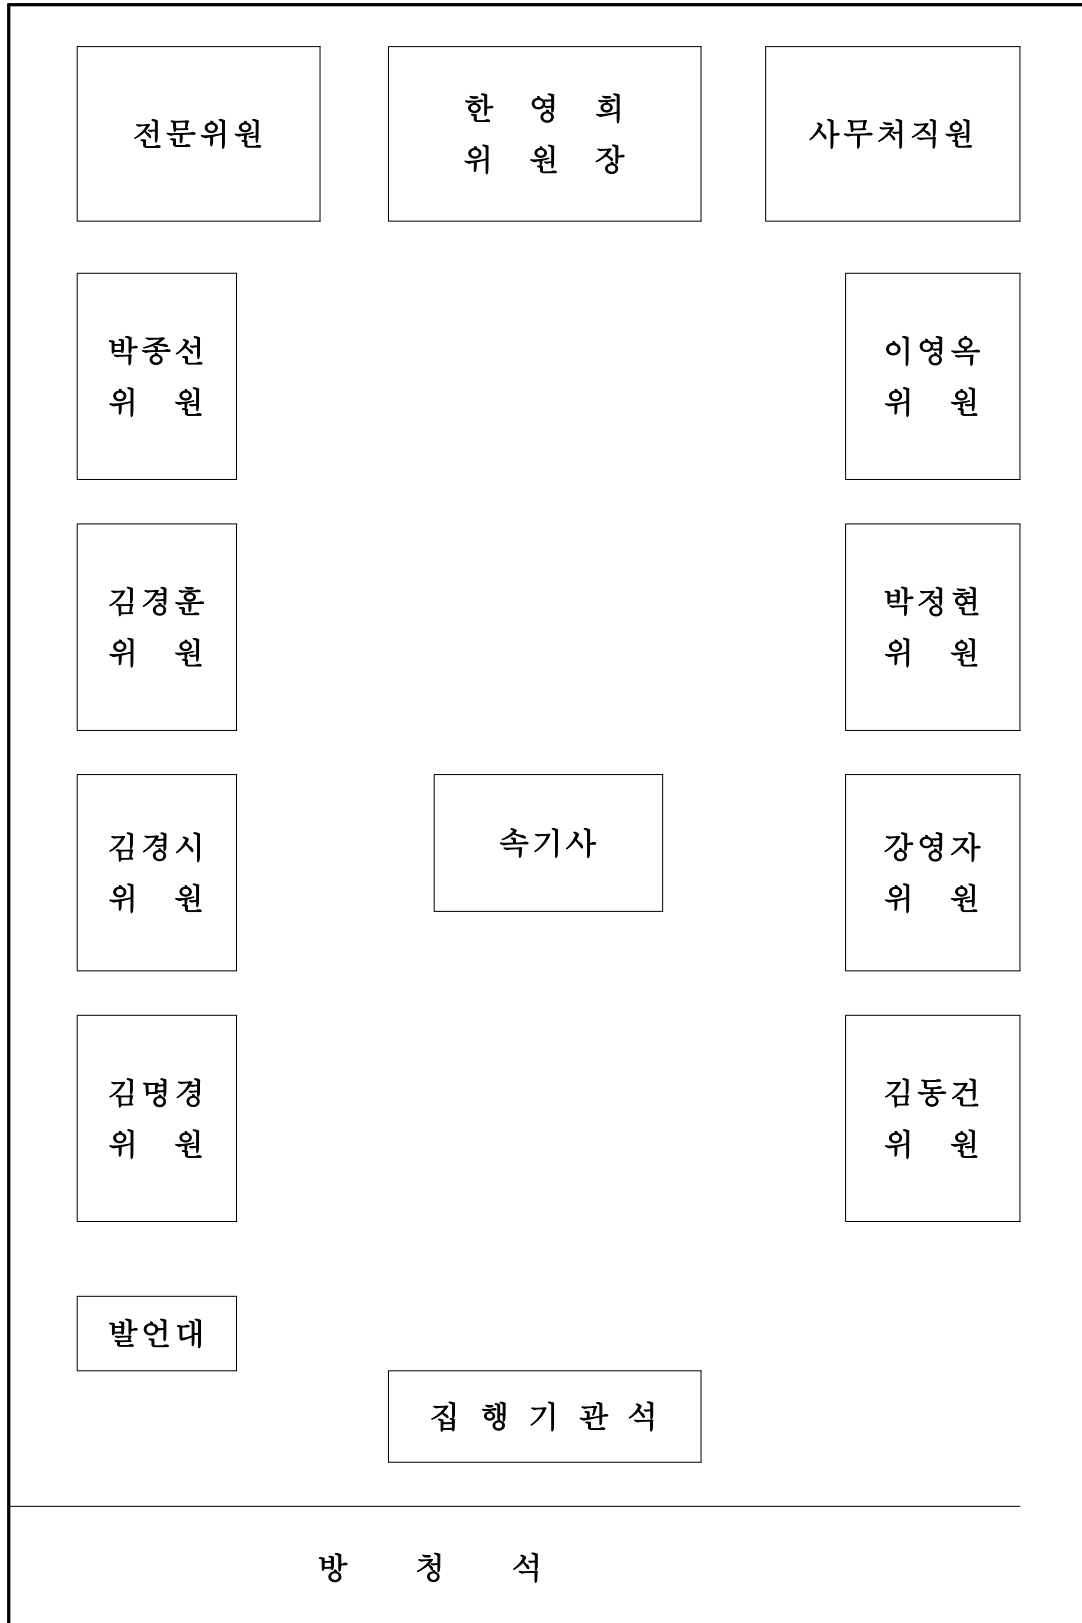 전문위원
한 영 희
위 원 장
사무처직원
박종선
위 원
이영옥
위 원
김경훈
위 원
박정현
위 원
김경시
위 원
속기사
강영자
위 원
김명경
위 원
김동건
위 원
발언대
집 행 기 관 석
방 청 석